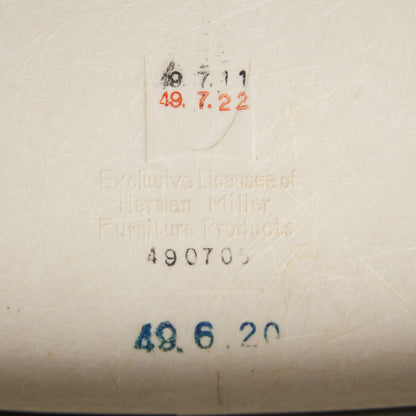 49.7.11
49.7.22
Exclusive Licensee of
Herman Miller
Furniture Products
490705
49.6.20